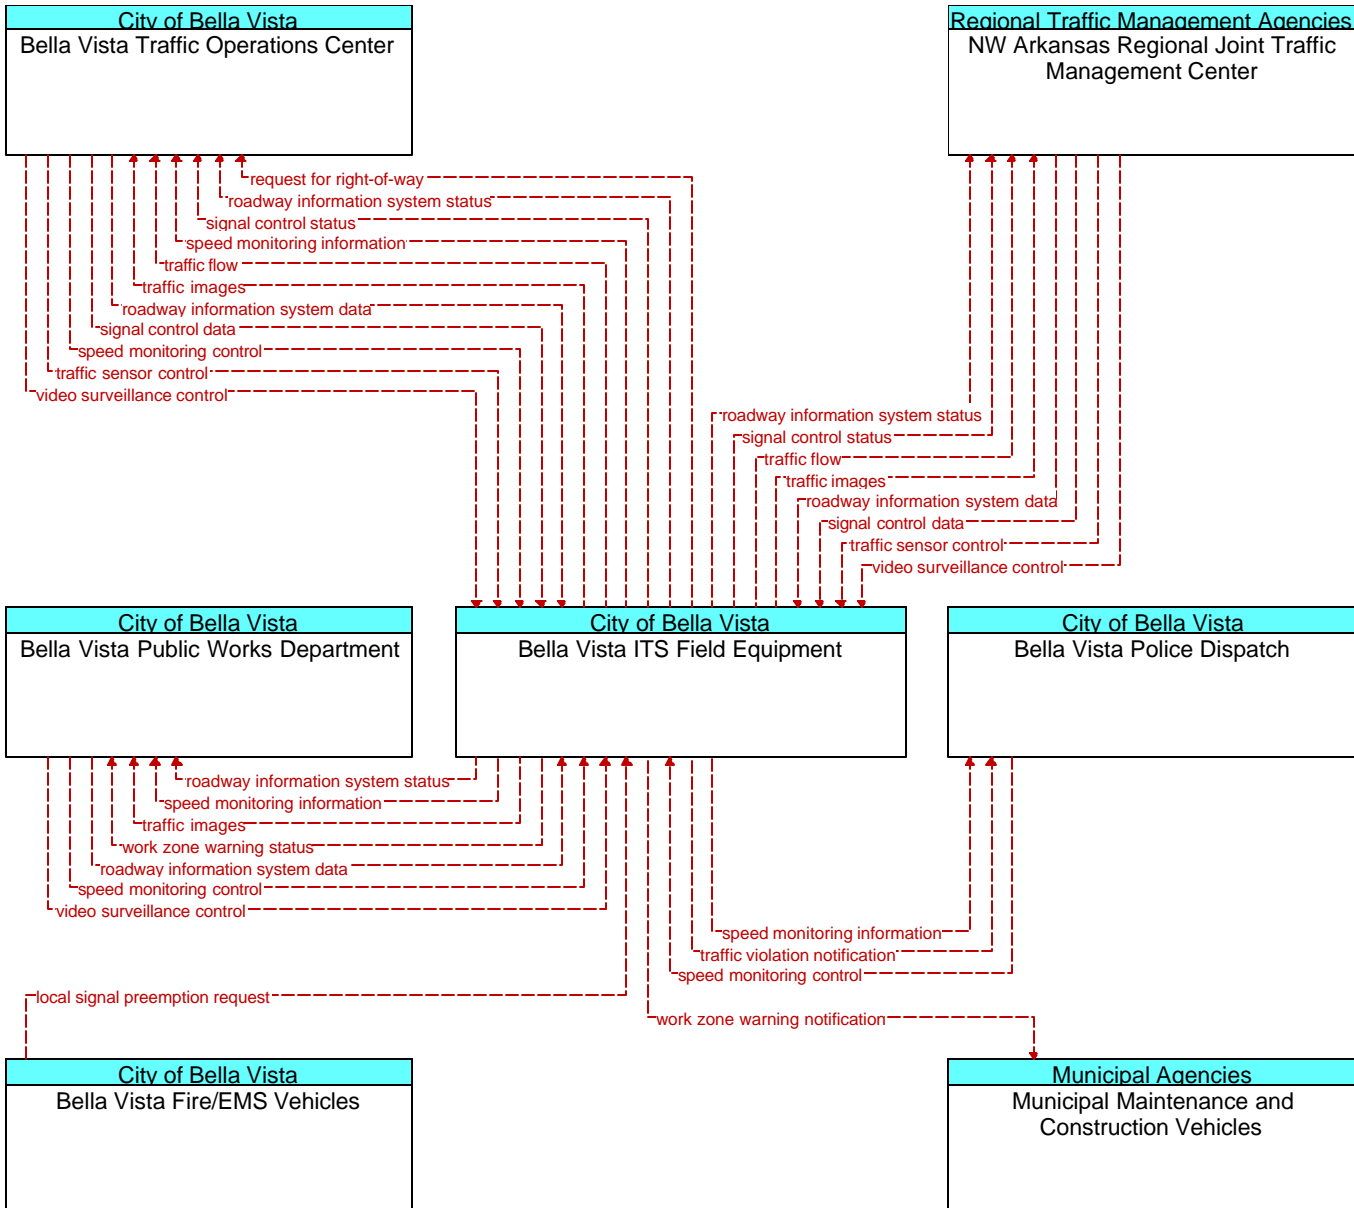 City of Bella Vista
Bella Vista Traffic Operations Center
Regional Traffic Management Agencies
NW Arkansas Regional Joint Traffic
Management Center
request for right-of-way
roadway information system status
signal control status
speed monitoring information
traffic flow
traffic images
roadway information system data
signal control data
speed monitoring control
traffic sensor control
video surveillance control
roadway information system status
signal control status
traffic flow
traffic images
roadway information system data
signal control data
traffic sensor control
video surveillance control
City of Bella Vista
Bella Vista Public Works Department
City of Bella Vista
Bella Vista ITS Field Equipment
City of Bella Vista
Bella Vista Police Dispatch
roadway information system status
speed monitoring information
traffic images
work zone warning status
roadway information system data
speed monitoring control
video surveillance control
speed monitoring information
traffic violation notification
speed monitoring control
local signal preemption request
work zone warning notification
City of Bella Vista
Bella Vista Fire/EMS Vehicles
Municipal Agencies
Municipal Maintenance and
Construction Vehicles